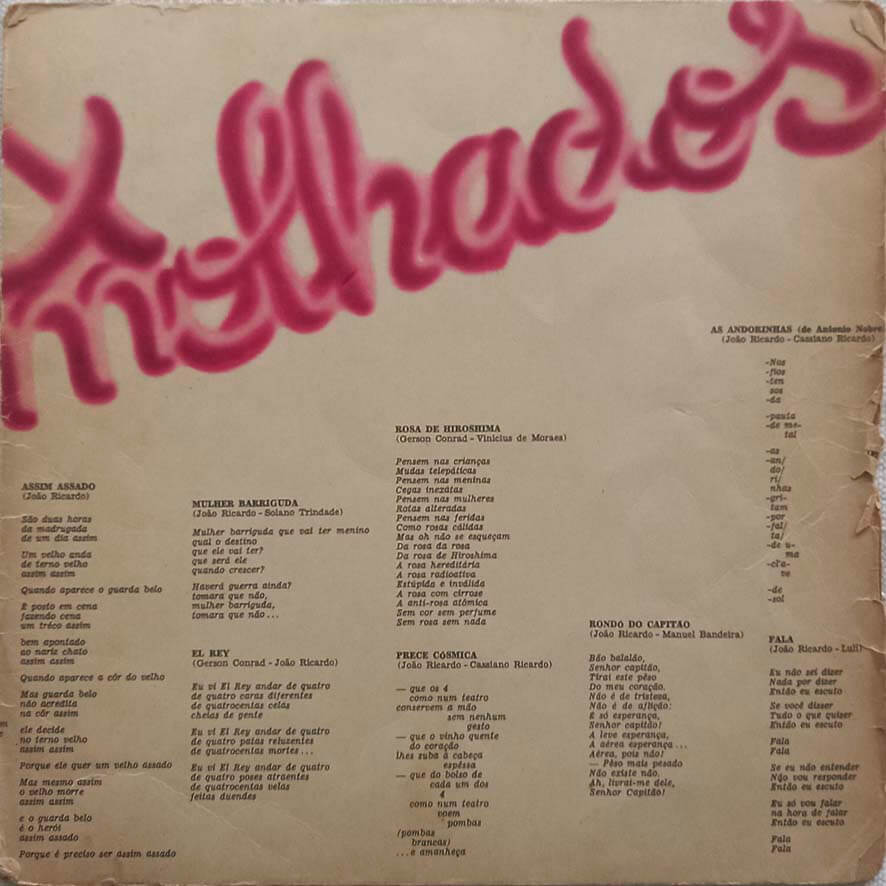 & molhados
ASSIM ASSADO
(João Ricardo)
São duas horas
da madrugada
de um dia assim
Um velho anda
de terno velho
assim assim
Quando aparece o guarda belo
E posto em cena
fazendo cena
um trêco assim
bem apontado
ao nariz chato
assim assim
Quando aparece a côr do velho
Mas guarda belo
não acredita
na côr assim
ele decide
no terno velho
assim assim
Porque ele quer um velho assado
Mas mesmo assim
o velho morre
assim assim
e o guarda belo
é o herói
assim assado
Porque é preciso ser assim assado
MULHER BARRIGUDA
(João Ricardo - Solano Trindade)
Mulher barriguda que vai ter menino
qual o destino
que ele vai ter?
que será ele
quando crescer?
Haverá guerra ainda?
tomara que não,
mulher barriguda,
tomara que não...
EL REY
(Gerson Conrad - João Ricardo)
Eu vi El Rey andar de quatro
de quatro caras diferentes
de quatrocentas celas
cheias de gente
Eu vi El Rey andar de quatro
de quatro patas reluzentes
de quatrocentas mortes...
Eu vi El Rey andar de quatro
de quatro poses atraentes
de quatrocentas velas
feitas duendes
ROSA DE HIROSHIMA
(Gerson Conrad - Vinicius de Moraes)
Pensem nas crianças
Mudas telepáticas
Pensem nas meninas
Cegas inexatas
Pensem nas mulheres
Rotas alteradas
Pensem nas feridas
Como rosas cálidas
Mas oh não se esqueçam
Da rosa da rosa
Da rosa de Hiroshima
A rosa hereditária
A rosa radioativa
Estúpida e inválida
A rosa com cirrose
A anti-rosa atômica
Sem cor sem perfume
Sem rosa sem nada
PRECE CÓSMICA
(João Ricardo - Cassiano Ricardo)
— que os 4
como num teatro
conservem a mão
sem nenhum
gesto
— que o vinho quente
do coração
lhes suba à cabeça
espêssa
— que do bolso de
cada um dos
4
como num teatro
voem
pombas
(pombas
brancas)
...e amanheça
RONDÓ DO CAPITÃO
(João Ricardo - Manuel Bandeira)
Bão balalão,
Senhor capitão,
Tirai este pêso
Do meu coração.
Não é de tristeza,
Não é de aflição:
É só esperança,
Senhor capitão!
A leve esperança,
A aérea esperança...
Aérea, pois não!
— Pêso mais pesado
Não existe não.
Ah, livrai-me dele,
Senhor Capitão!
AS ANDORINHAS (de Antonio Nobre
(João Ricardo - Cassiano Ricardo)
-Nos
-fios
-ten
sos
-da
-pauta
-de me-
tal
-as
-an/
do/
ri/
nhas
-gri-
tam
-por
-fal/
ta/
-de u-
ma
-cla-
ve
-de
-sol
FALA
(João Ricardo - Luli)
Eu não sei dizer
Nada por dizer
Então eu escuto
Se você disser
Tudo o que quiser
Então eu escuto
Fala
Fala
Se eu não entender
Não vou responder
Então eu escuto
Eu só vou falar
na hora de falar
Então eu escuto
Fala
Fala